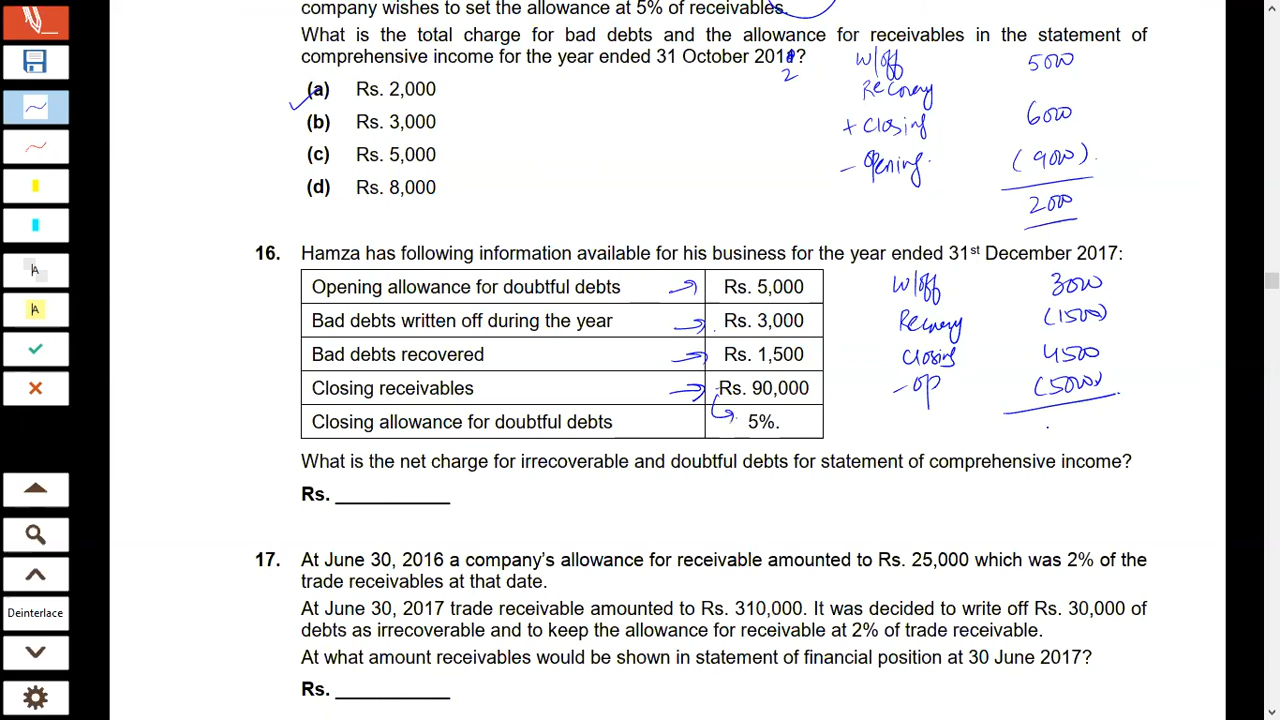 company wishes to set the allowance at 5% of receivables.
What is the total charge for bad debts and the allowance for receivables in the statement of
comprehensive income for the year ended 31 October 2012?
(a) Rs. 2,000
(b) Rs. 3,000
(c) Rs. 5,000
(d) Rs. 8,000
w/off 5000
Recovery
+ closing 6000
- opening. (9000)
2000
16. Hamza has following information available for his business for the year ended 31st December 2017:
Opening allowance for doubtful debts Rs. 5,000
Bad debts written off during the year Rs. 3,000
Bad debts recovered Rs. 1,500
Closing receivables Rs. 90,000
Closing allowance for doubtful debts 5%.
w/off 3000
Recovery (1500)
closing 4500
- op (5000)
What is the net charge for irrecoverable and doubtful debts for statement of comprehensive income?
Rs. ___________
17. At June 30, 2016 a company's allowance for receivable amounted to Rs. 25,000 which was 2% of the
trade receivables at that date.
At June 30, 2017 trade receivable amounted to Rs. 310,000. It was decided to write off Rs. 30,000 of
debts as irrecoverable and to keep the allowance for receivable at 2% of trade receivable.
At what amount receivables would be shown in statement of financial position at 30 June 2017?
Rs. ___________
A
A
Deinterlace